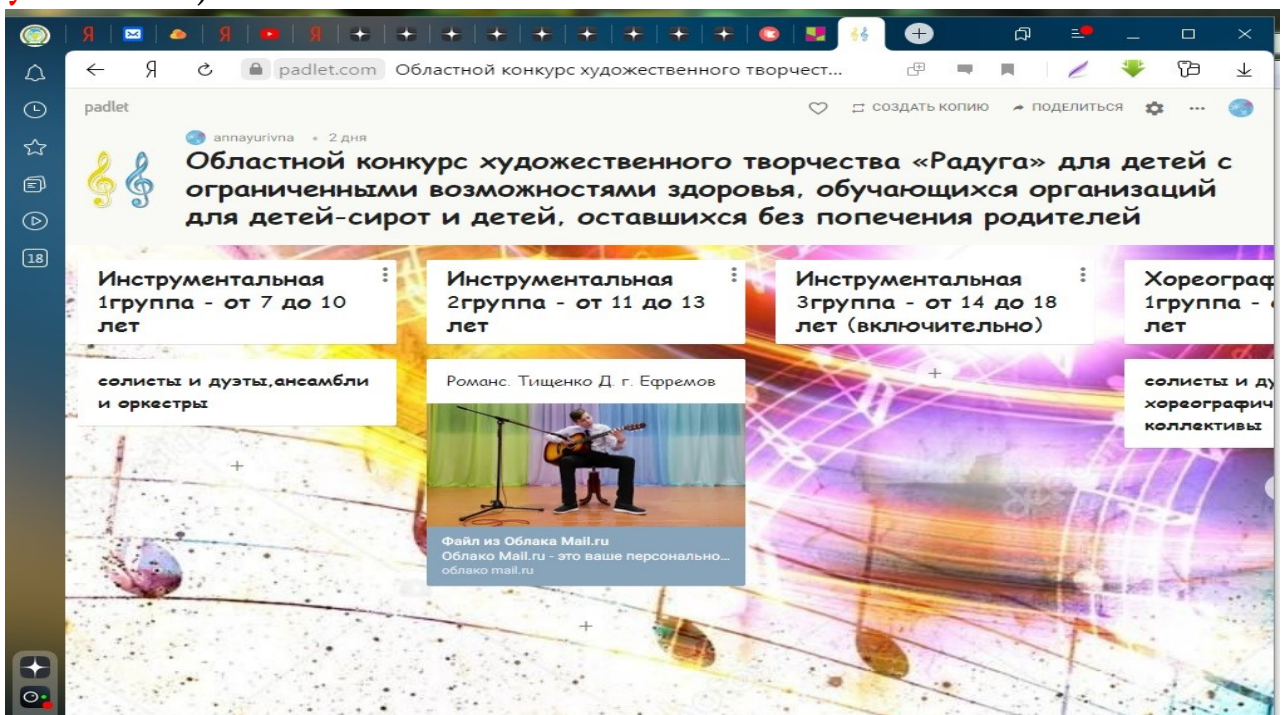 padlet.com Областной конкурс художественного творчест...
padlet
СОЗДАТЬ КОПИЮ
ПОДЕЛИТЬСЯ
annayurivna • 2 дня
Областной конкурс художественного творчества «Радуга» для детей с
ограниченными возможностями здоровья, обучающихся организаций
для детей-сирот и детей, оставшихся без попечения родителей
18
Инструментальная
1группа - от 7 до 10
лет
солисты и дуэты,ансамбли
и оркестры
Инструментальная
2группа - от 11 до 13
лет
Романс. Тищенко Д. г. Ефремов
Файл из Облака Mail.ru
Облако Mail.ru - это ваше персонально...
облако mail.ru
Инструментальная
3группа - от 14 до 18
лет (включительно)
Хореограф
1группа -
лет
солисты и ду
хореографич
коллективы